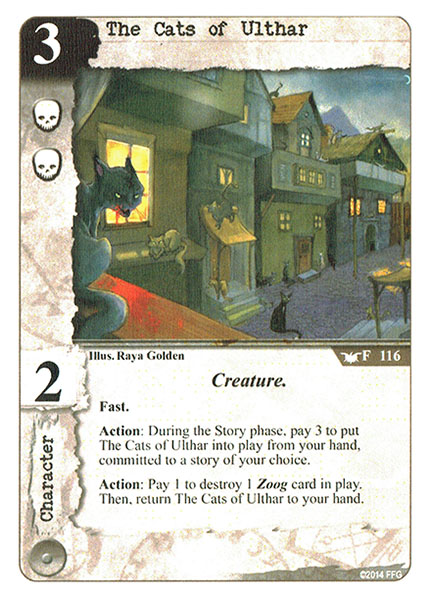 3
The Cats of Ulthar
Illus. Raya Golden
F 116
2
Character
Creature.
Fast.
Action: During the Story phase, pay 3 to put
The Cats of Ulthar into play from your hand,
committed to a story of your choice.
Action: Pay 1 to destroy 1 Zoog card in play.
Then, return The Cats of Ulthar to your hand.
©2014 FFG